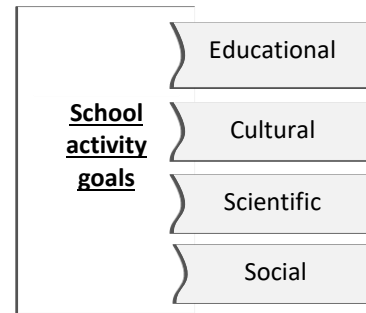 School
activity
goals
Educational
Cultural
Scientific
Social